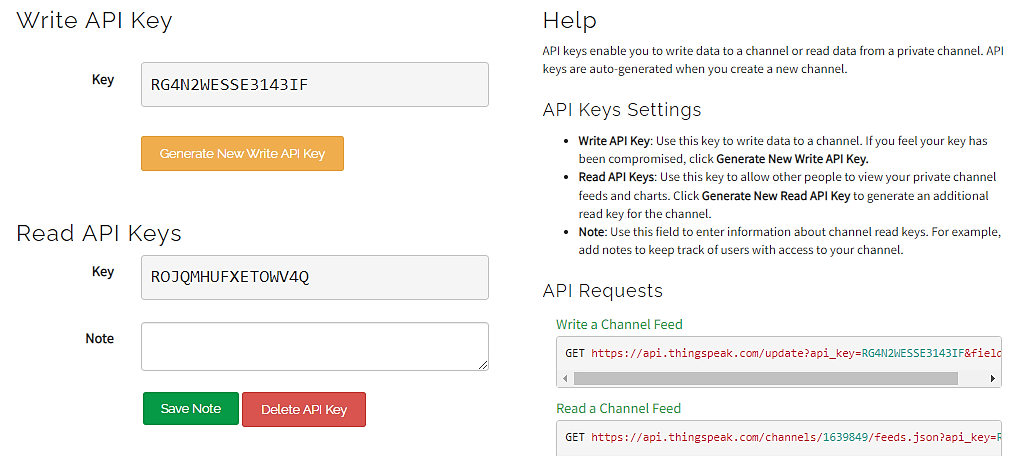 Write API Key
Key
RG4N2WESSE3143IF
Generate New Write API Key
Read API Keys
Key
ROJQMHUFXETOWV4Q
Note
Save Note
Delete API Key
Help
API keys enable you to write data to a channel or read data from a private channel. API
keys are auto-generated when you create a new channel.
API Keys Settings
• Write API Key: Use this key to write data to a channel. If you feel your key has
been compromised, click Generate New Write API Key.
• Read API Keys: Use this key to allow other people to view your private channel
feeds and charts. Click Generate New Read API Key to generate an additional
read key for the channel.
• Note: Use this field to enter information about channel read keys. For example,
add notes to keep track of users with access to your channel.
API Requests
Write a Channel Feed
GET https://api.thingspeak.com/update?api_key=RG4N2WESSE3143IF&field
Read a Channel Feed
GET https://api.thingspeak.com/channels/1639849/feeds.json?api_key=R